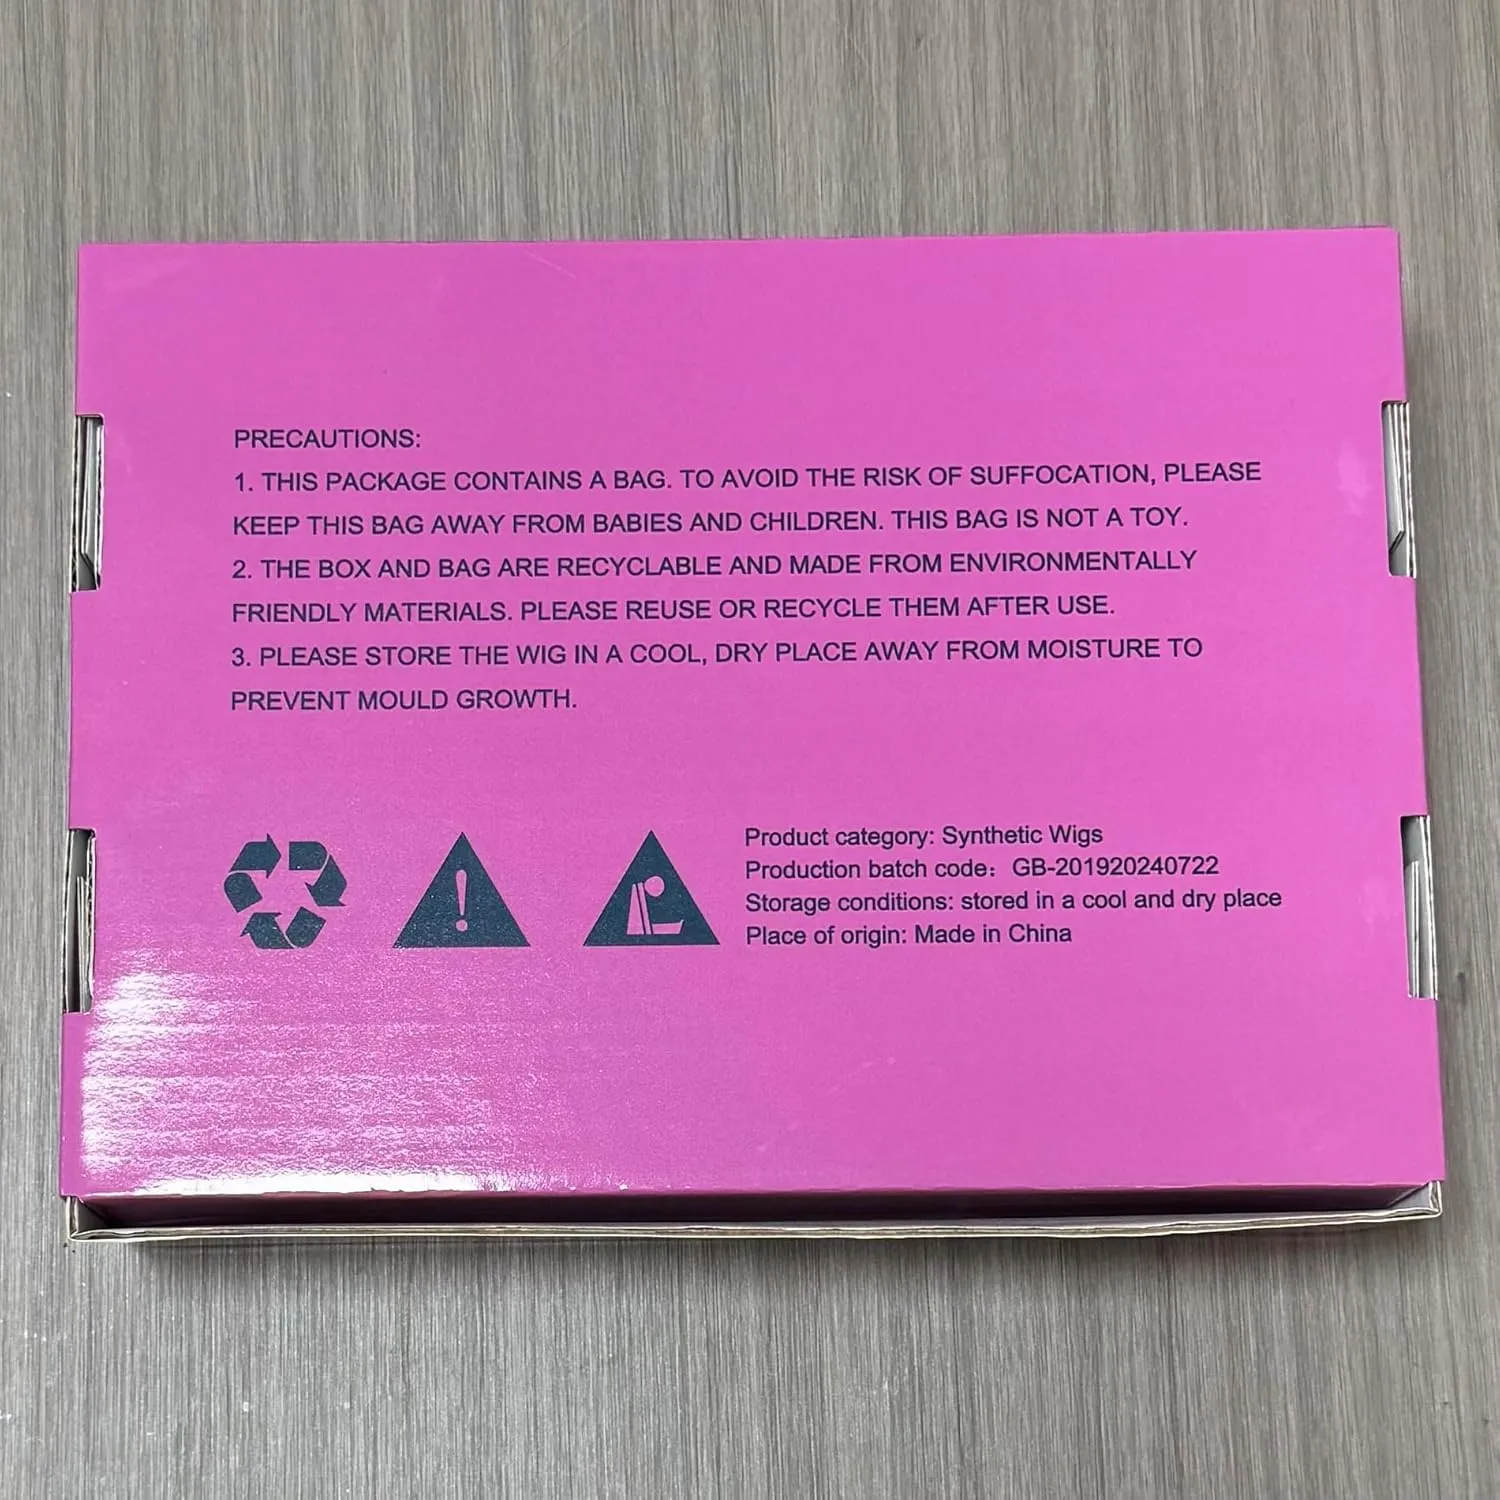 PRECAUTIONS:
1. THIS PACKAGE CONTAINS A BAG. TO AVOID THE RISK OF SUFFOCATION, PLEASE
KEEP THIS BAG AWAY FROM BABIES AND CHILDREN. THIS BAG IS NOT A TOY.
2. THE BOX AND BAG ARE RECYCLABLE AND MADE FROM ENVIRONMENTALLY
FRIENDLY MATERIALS. PLEASE REUSE OR RECYCLE THEM AFTER USE.
3. PLEASE STORE THE WIG IN A COOL, DRY PLACE AWAY FROM MOISTURE TO
PREVENT MOULD GROWTH.
Product category: Synthetic Wigs
Production batch code: GB-201920240722
Storage conditions: stored in a cool and dry place
Place of origin: Made in China